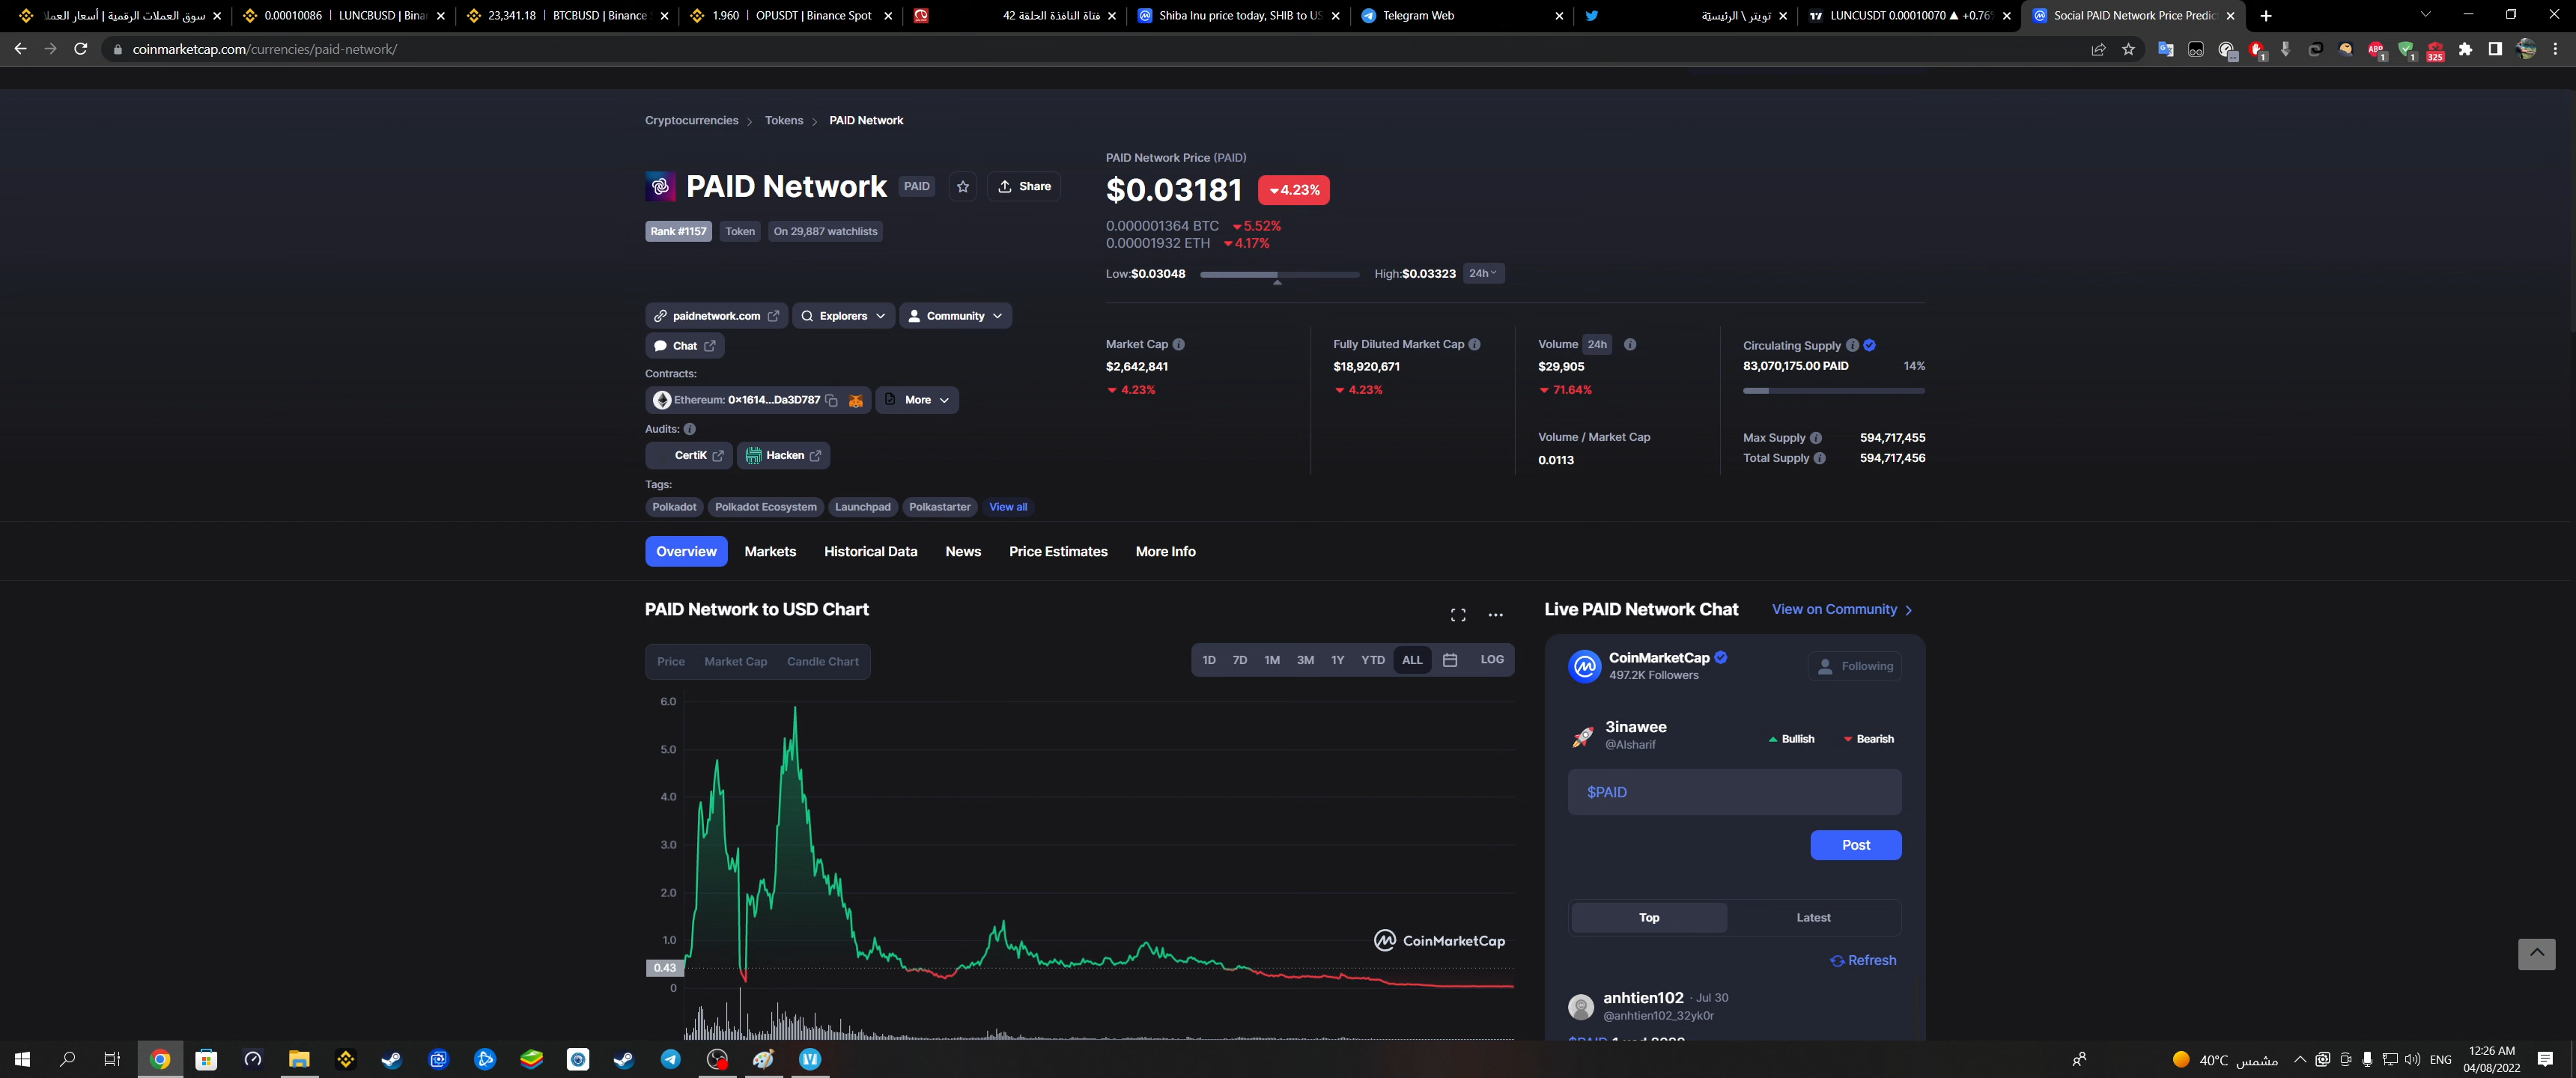 سوق العملات الرقمية | أسعار العملا
0.00010086 | LUNCBUSD | Binan
23,341.18 | BTCBUSD | Binance
1.960 | OPUSDT | Binance Spot
فتاة النافذة الحلقة 42
Shiba Inu price today, SHIB to US
Telegram Web
تويتر \ الرئيسيّة
LUNCUSDT 0.00010070 ▲ +0.76%
Social PAID Network Price Predic
coinmarketcap.com/currencies/paid-network/
Cryptocurrencies > Tokens > PAID Network
PAID Network PAID Share
Rank #1157 Token On 29,887 watchlists
paidnetwork.com Explorers Community
Chat
Contracts:
Ethereum: 0x1614...Da3D787 More
Audits:
CertiK Hacken
Tags:
Polkadot Polkadot Ecosystem Launchpad Polkastarter View all
PAID Network Price (PAID)
$0.03181 4.23%
0.000001364 BTC 5.52%
0.00001932 ETH 4.17%
Low:$0.03048 High:$0.03323 24h
Market Cap
$2,642,841
4.23%
Fully Diluted Market Cap
$18,920,671
4.23%
Volume 24h
$29,905
71.64%
Volume / Market Cap
0.0113
Circulating Supply
83,070,175.00 PAID 14%
Max Supply 594,717,455
Total Supply 594,717,456
Overview Markets Historical Data News Price Estimates More Info
PAID Network to USD Chart
Price Market Cap Candle Chart
1D 7D 1M 3M 1Y YTD ALL LOG
6.0
5.0
4.0
3.0
2.0
1.0
0.43
0
CoinMarketCap
Live PAID Network Chat View on Community >
CoinMarketCap
497.2K Followers
Following
3inawee
@Alsharif
Bullish Bearish
$PAID
Post
Top Latest
Refresh
anhtien102 · Jul 30
@anhtien102_32yk0r
325
40°C مشمس
ENG
12:26 AM
04/08/2022